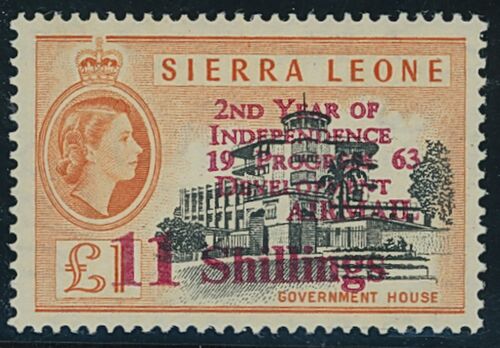 SIERRA LEONE
2ND YEAR OF
INDEPENDENCE
19 PROGRESS 63
DEVELOPMENT
AIRMAIL
£1
11 Shillings
GOVERNMENT HOUSE